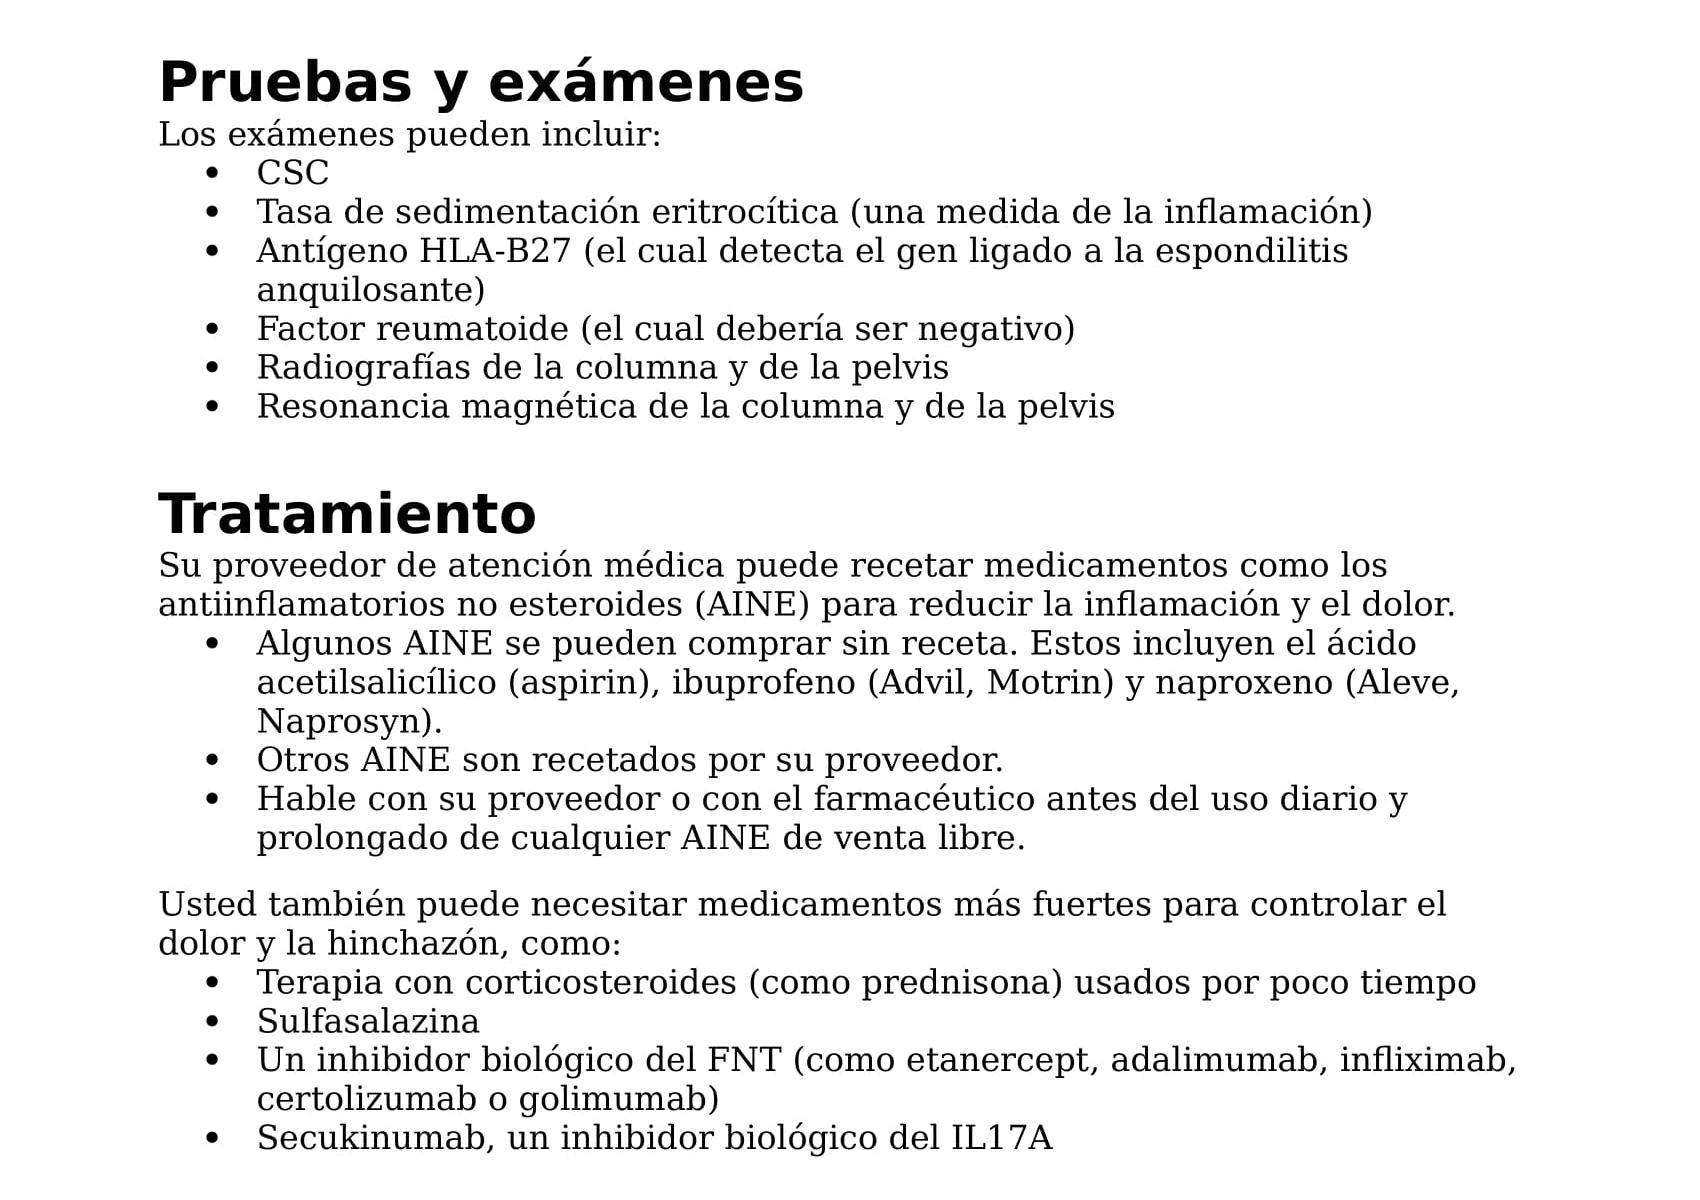 Pruebas y exámenes
Los exámenes pueden incluir:
• CSC
• Tasa de sedimentación eritrocítica (una medida de la inflamación)
• Antígeno HLA-B27 (el cual detecta el gen ligado a la espondilitis
anquilosante)
• Factor reumatoide (el cual debería ser negativo)
• Radiografías de la columna y de la pelvis
• Resonancia magnética de la columna y de la pelvis
Tratamiento
Su proveedor de atención médica puede recetar medicamentos como los
antiinflamatorios no esteroides (AINE) para reducir la inflamación y el dolor.
• Algunos AINE se pueden comprar sin receta. Estos incluyen el ácido
acetilsalicílico (aspirin), ibuprofeno (Advil, Motrin) y naproxeno (Aleve,
Naprosyn).
• Otros AINE son recetados por su proveedor.
• Hable con su proveedor o con el farmacéutico antes del uso diario y
prolongado de cualquier AINE de venta libre.
Usted también puede necesitar medicamentos más fuertes para controlar el
dolor y la hinchazón, como:
• Terapia con corticosteroides (como prednisona) usados por poco tiempo
• Sulfasalazina
• Un inhibidor biológico del FNT (como etanercept, adalimumab, infliximab,
certolizumab o golimumab)
• Secukinumab, un inhibidor biológico del IL17A